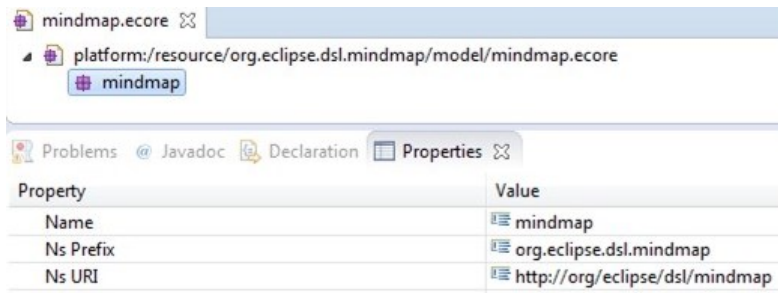 mindmap.ecore
platform:/resource/org.eclipse.dsl.mindmap/model/mindmap.ecore
mindmap
Problems @ Javadoc Declaration Properties
Property Value
Name mindmap
Ns Prefix org.eclipse.dsl.mindmap
Ns URI http://org/eclipse/dsl/mindmap